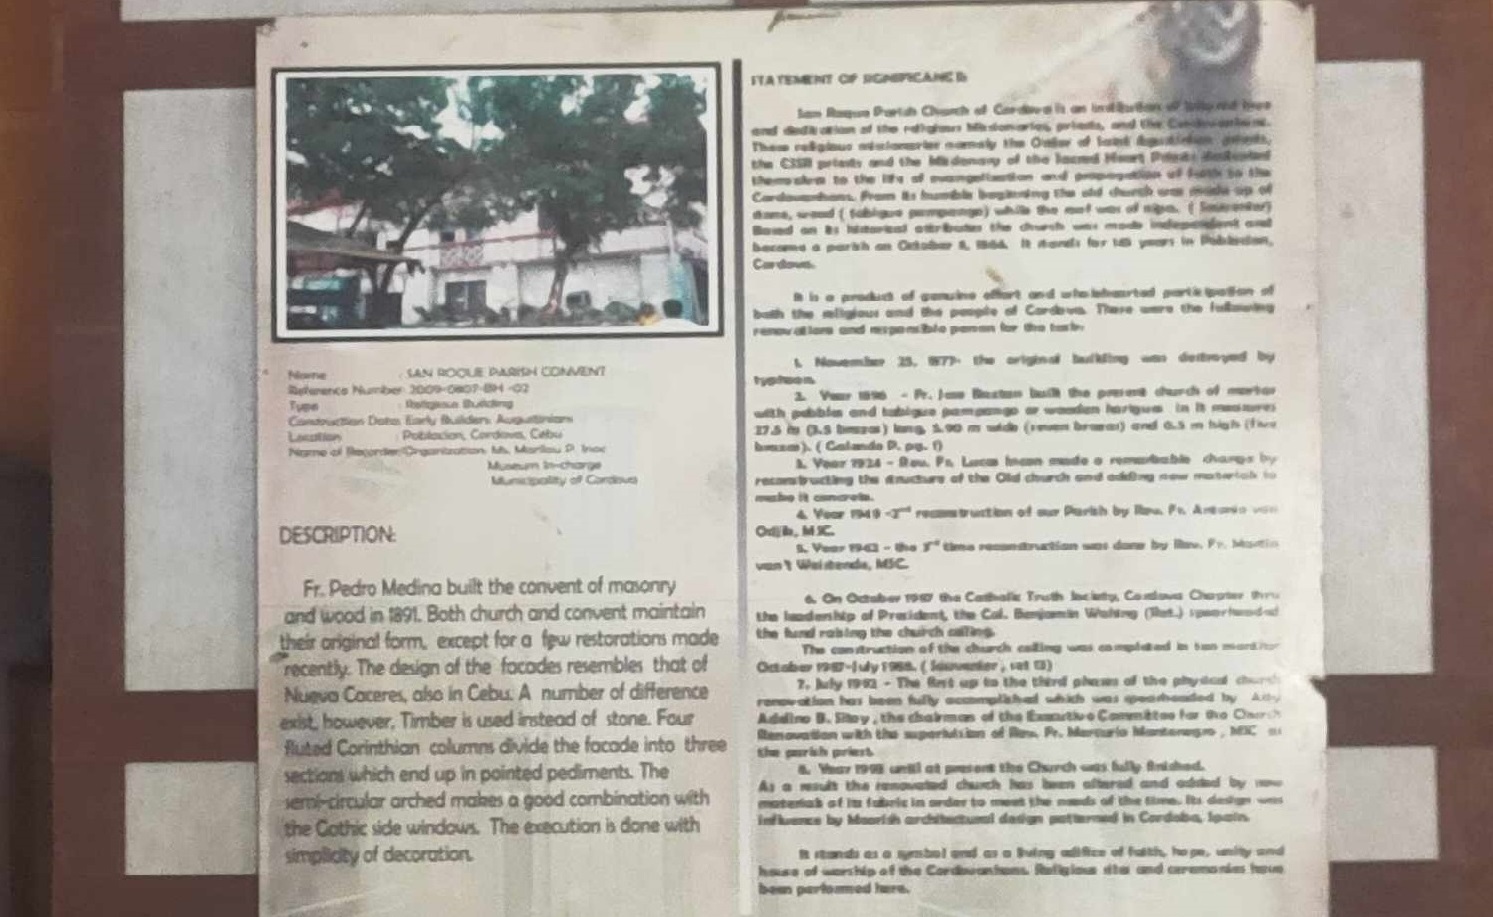 Name : SAN ROQUE PARISH CONVENT
Reference Number: 2009-0807-BH -02
Type : Religious Building
Construction Date: Early Builders: Augustinians
Location : Poblacion, Cordova, Cebu
Name of Recorder/Organization: Ms. Marilou P. Inoc
Museum In-charge
Municipality of Cordova
DESCRIPTION:
Fr. Pedro Medina built the convent of masonry
and wood in 1891. Both church and convent maintain
their original form, except for a few restorations made
recently. The design of the facades resembles that of
Nueva Caceres, also in Cebu. A number of difference
exist, however, Timber is used instead of stone. Four
fluted Corinthian columns divide the facade into three
sections which end up in pointed pediments. The
semi-circular arched makes a good combination with
the Gothic side windows. The execution is done with
simplicity of decoration.
STATEMENT OF SIGNIFICANCE:
San Roque Parish Church of Cordova is an institution of love
and dedication of the religious Missionaries, priests, and the Cordovanhons.
These religious missionaries namely the Order of Saint Agustinian priests,
the CSSR priests and the Missionary of the Sacred Heart Priests dedicated
themselves to the life of evangelization and propagation of faith to the
Cordovanhons. From its humble beginning the old church was made up of
stone, wood ( tabique pampango) while the roof was of nipa. ( Souvenier)
Based on its historical attributes the church was made independent and
became a parish on October 8, 1864. It stands for 145 years in Poblacion,
Cordova.
It is a product of genuine effort and wholehearted participation of
both the religious and the people of Cordova. There were the following
renovations and responsible person for the task:
1. November 25, 1877- the original building was destroyed by
typhoon.
2. Year 1890 - Fr. Jose Baztan built the present church of mortar
with pebbles and tabique pampango or wooden harigues in it measures
27.5 m (3.5 brazas) long, 5.90 m wide (seven brazas) and 6.5 m high (five
brazas). ( Galando P. pg. 1)
3. Year 1924 - Rev. Fr. Lucas Incon made a remarkable change by
reconstructing the structure of the Old church and adding new materials to
make it concrete.
4. Year 1949 -2nd reconstruction of our Parish by Rev. Fr. Antonio van
MSC.
5. Year 1963 - the 3rd time reconstruction was done by Rev. Fr. Martin
van't MSC.
6. On October 1987 the Catholic Truth Society, Cordova Chapter thru
the leadership of President, the Col. Benjamin Wahing (Ret.) spearheaded
the fund raising the church ceiling.
The construction of the church ceiling was completed in ten months:
October 1987-July 1988. ( Souvenier , set 13)
7. July 1992 - The first up to the third phases of the physical church
renovation has been fully accomplished which was spearheaded by Atty
Adelino B. Sitoy , the chairman of the Executive Committee for the Church
Renovation with the supervision of Rev. Fr. Mercurio Montenegro , MSC as
the parish priest.
8. Year 1998 until at present the Church was fully finished.
As a result the renovated church has been altered and added by new
materials of its fabric in order to meet the needs of the time. Its design was
influence by Moorish architectural design patterned in Cordoba, Spain.
It stands as a symbol and as a living edifice of faith, hope, unity and
house of worship of the Cordovanhons. Religious rites and ceremonies have
been performed here.